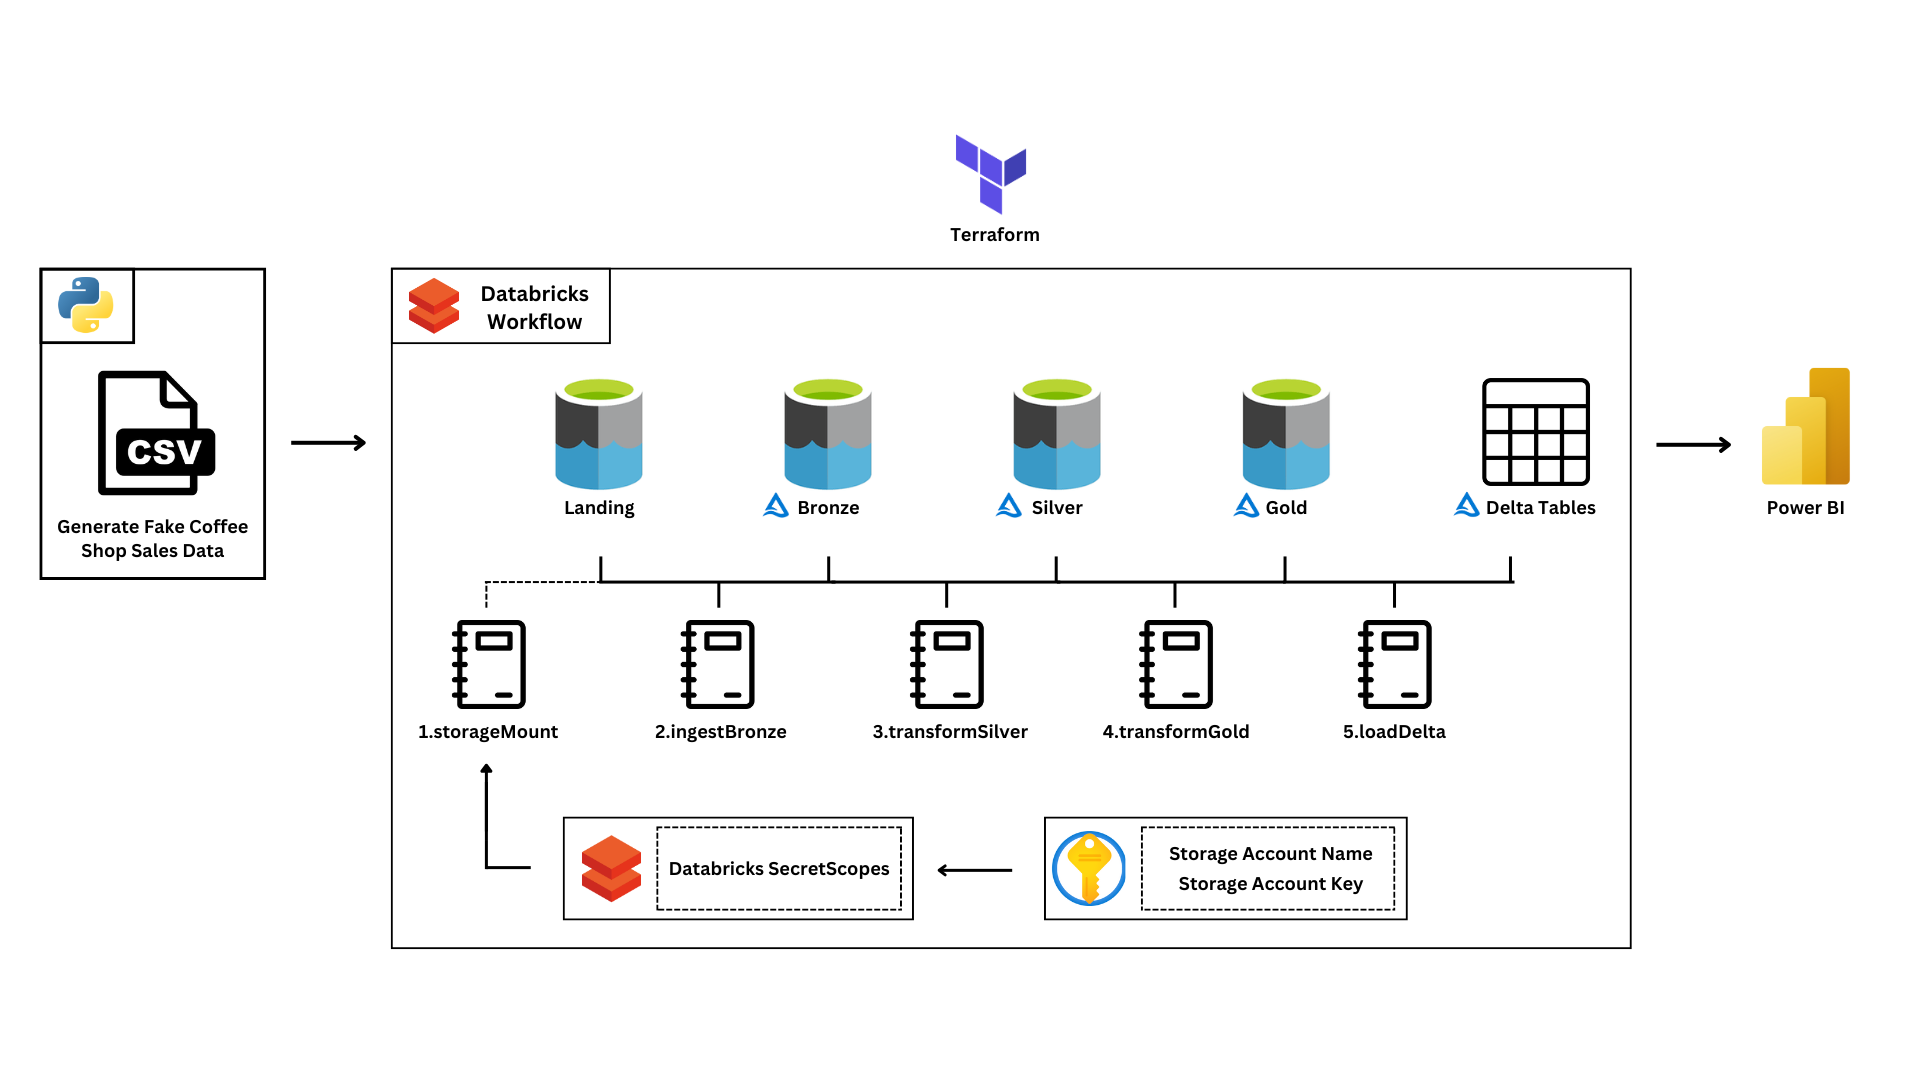 Terraform
Databricks
Workflow
CSV
Generate Fake Coffee
Shop Sales Data
Landing
Bronze
Silver
Gold
Delta Tables
Power BI
1.storageMount
2.ingestBronze
3.transformSilver
4.transformGold
5.loadDelta
Databricks SecretScopes
Storage Account Name
Storage Account Key